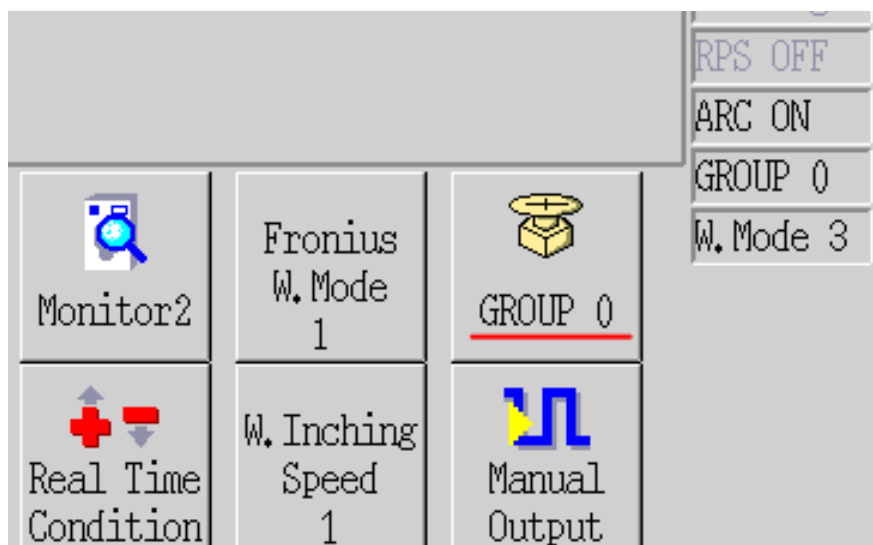 RPS OFF
ARC ON
GROUP 0
W.Mode 3
Monitor2
Fronius
W.Mode
1
GROUP 0
Real Time
Condition
W.Inching
Speed
1
Manual
Output